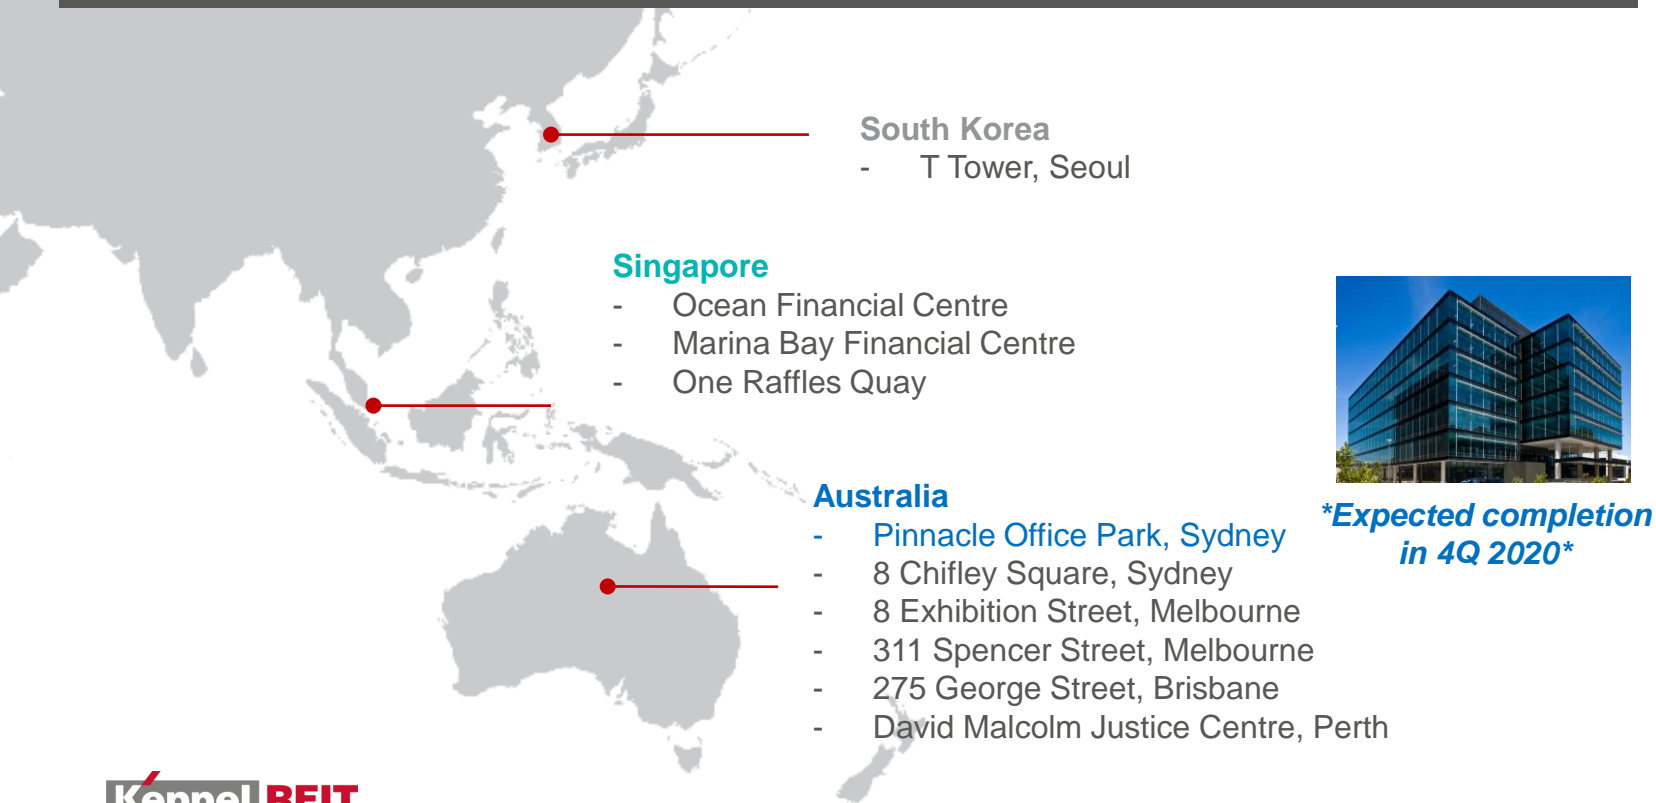 South Korea
- T Tower, Seoul
Singapore
- Ocean Financial Centre
- Marina Bay Financial Centre
- One Raffles Quay
Australia
- Pinnacle Office Park, Sydney
- 8 Chifley Square, Sydney
- 8 Exhibition Street, Melbourne
- 311 Spencer Street, Melbourne
- 275 George Street, Brisbane
- David Malcolm Justice Centre, Perth
*Expected completion
in 4Q 2020*
Keppel REIT